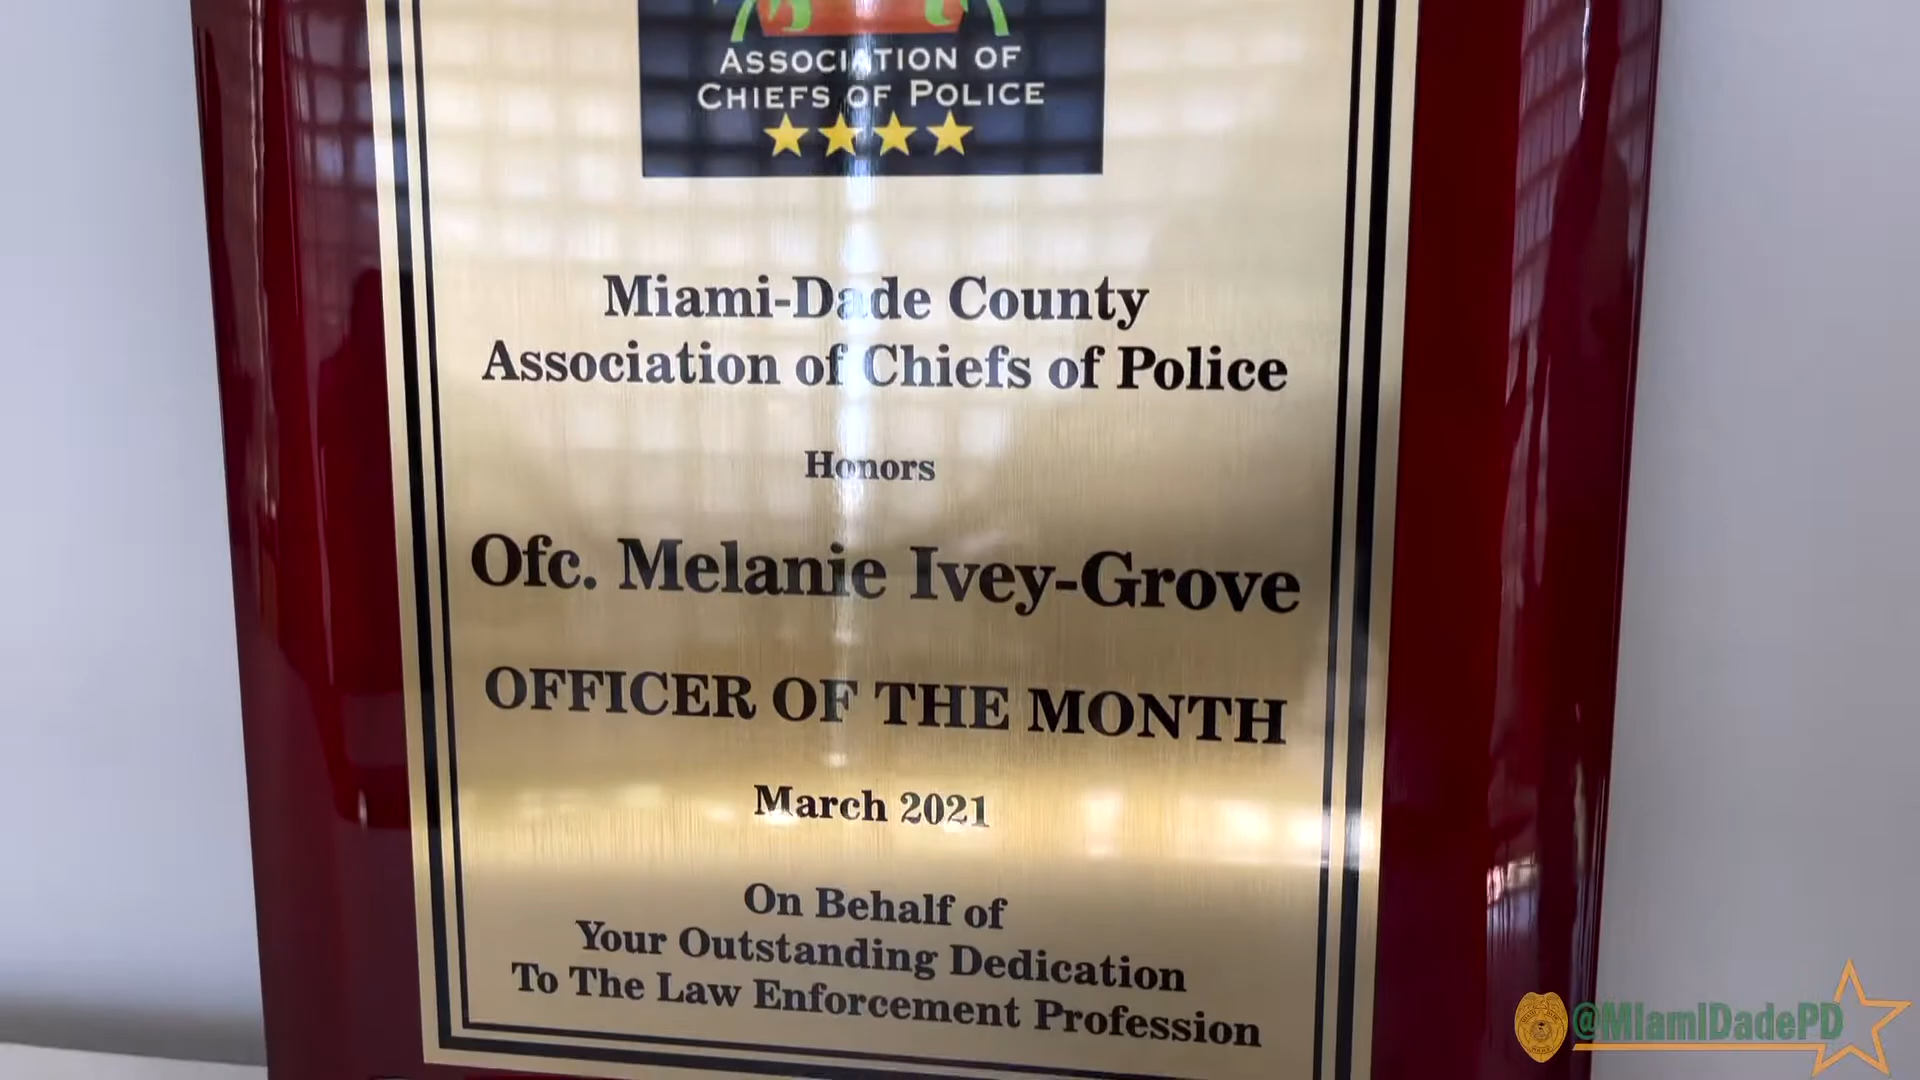 ASSOCIATION OF
CHIEFS OF POLICE
Miami-Dade County
Association of Chiefs of Police
Honors
Ofc. Melanie Ivey-Grove
OFFICER OF THE MONTH
March 2021
On Behalf of
Your Outstanding Dedication
To The Law Enforcement Profession
@MiamiDadePD